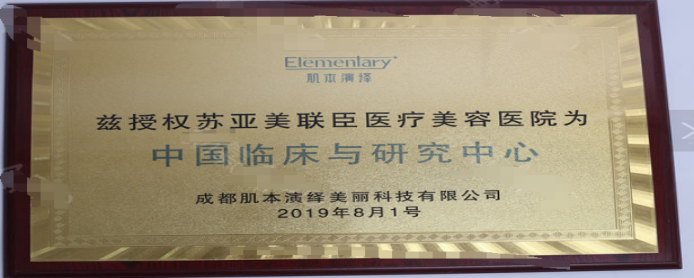 Elementary+
肌本演绎
兹授权苏亚美联臣医疗美容医院为
中国临床与研究中心
成都肌本演绎美丽科技有限公司
2019年8月1号